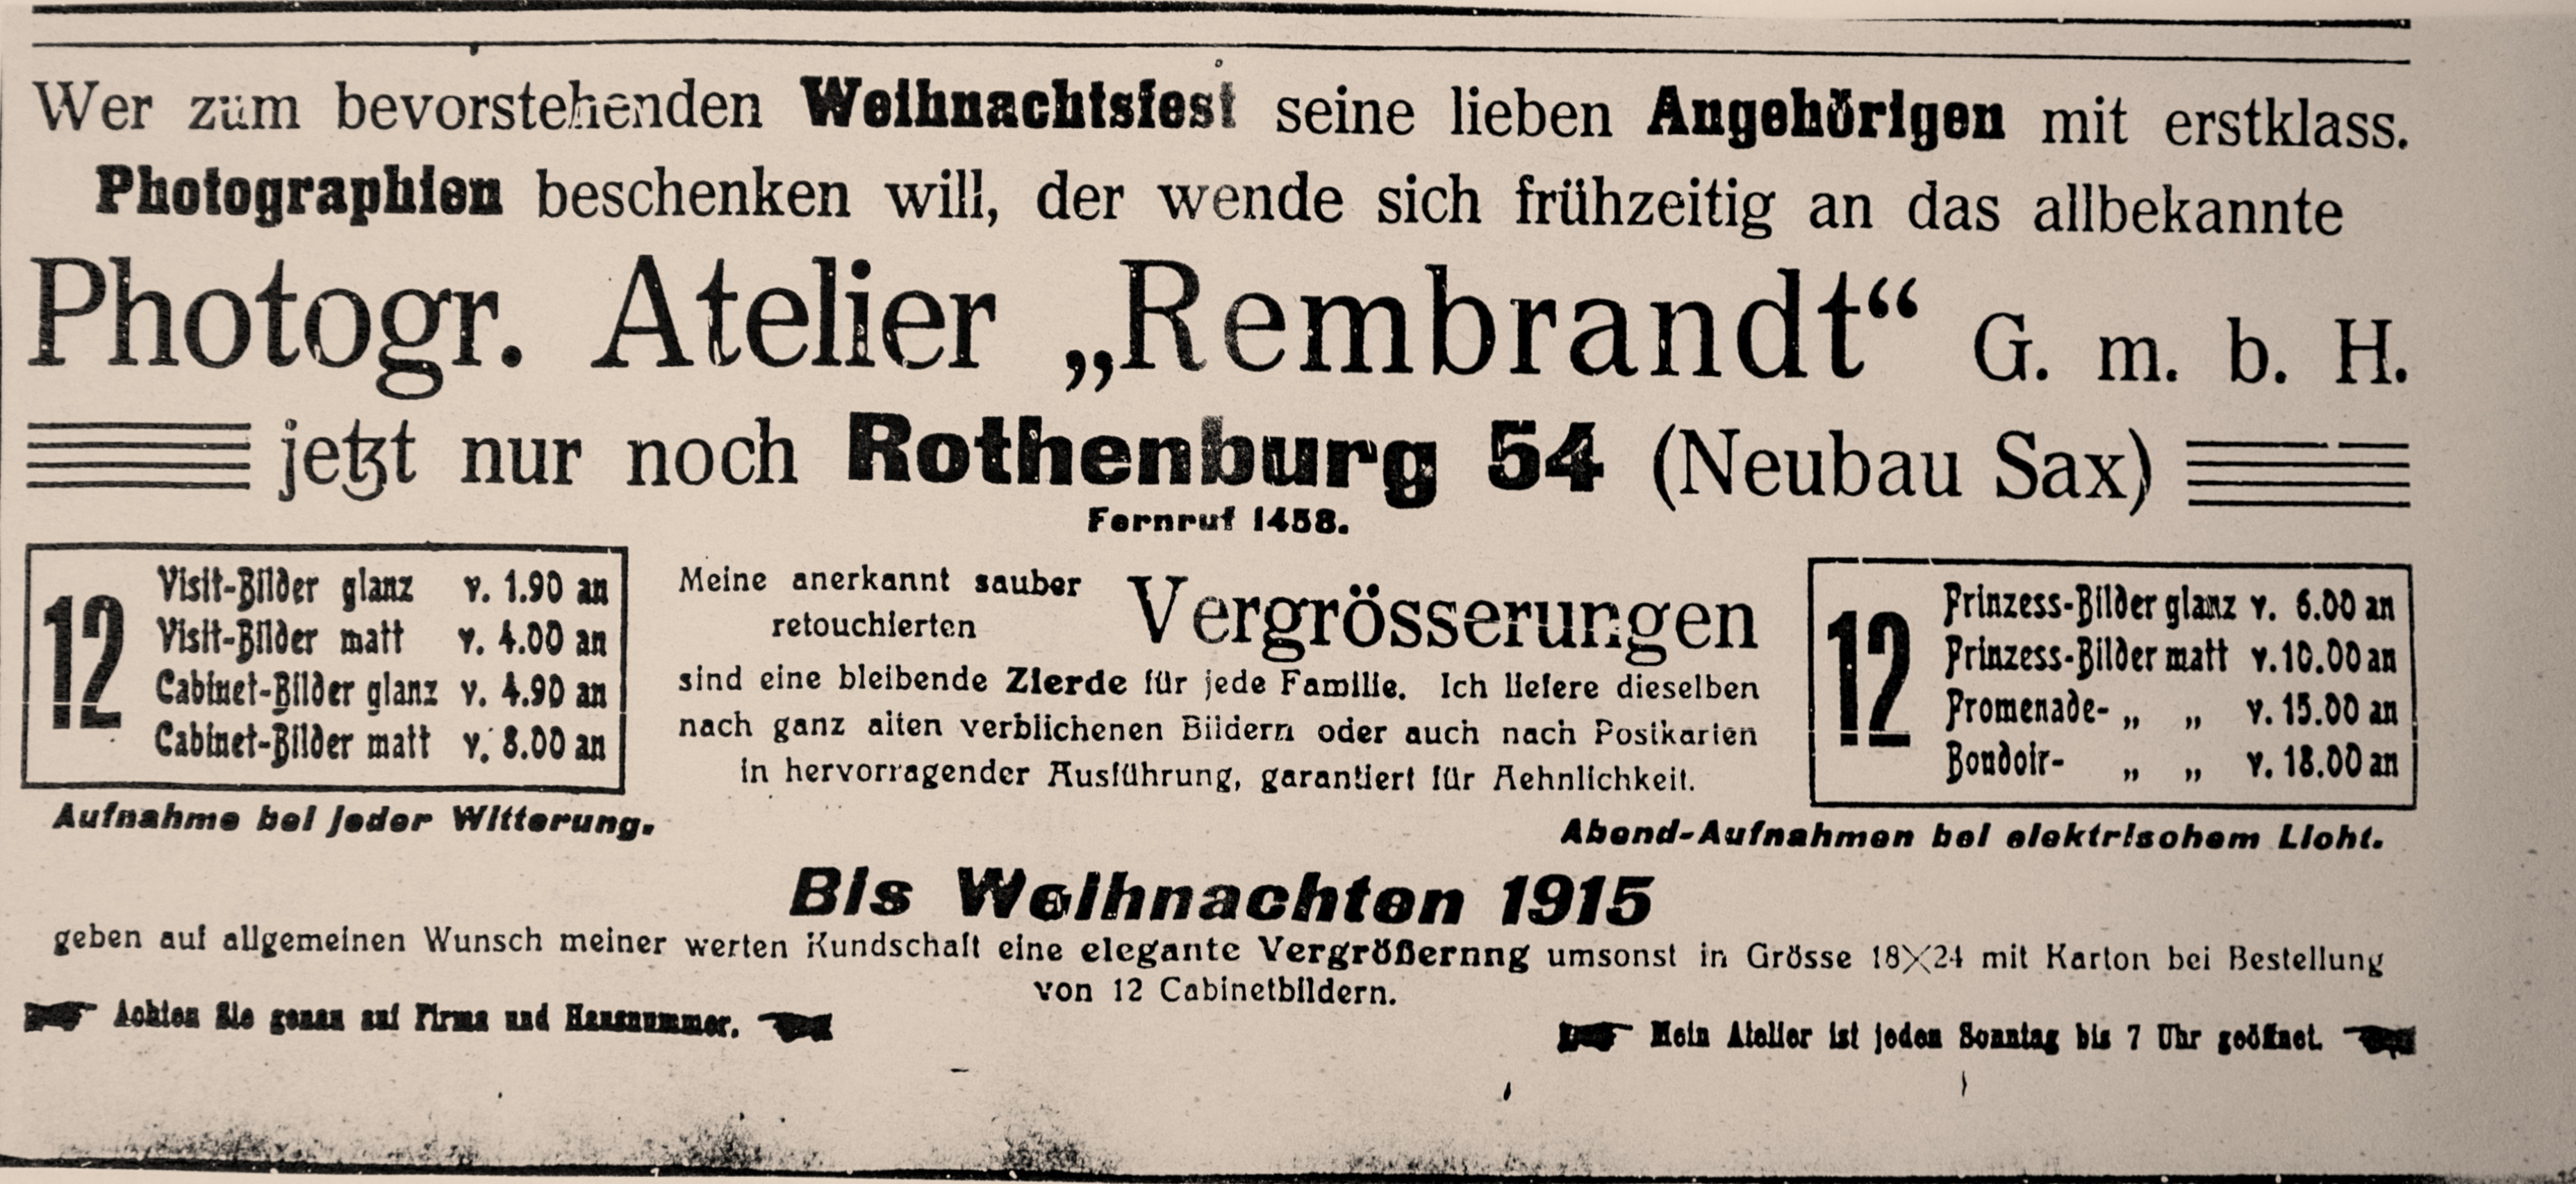 Wer zum bevorstehenden Weihnachtsfest seine lieben Angehörigen mit erstklass.
Photographien beschenken will, der wende sich frühzeitig an das allbekannte
Photogr. Atelier „Rembrandt“ G. m. b. H.
jetzt nur noch Rothenburg 54 (Neubau Sax)
Fernruf 1458.
12
Visit-Bilder glanz v. 1.90 an
Visit-Bilder matt v. 4.00 an
Cabinet-Bilder glanz v. 4.90 an
Cabinet-Bilder matt v. 8.00 an
Aufnahme bei jeder Witterung.
Meine anerkannt sauber
retouchierten
Vergrösserungen
sind eine bleibende Zierde für jede Familie. Ich liefere dieselben
nach ganz alten verblichenen Bildern oder auch nach Postkarten
in hervorragender Ausführung, garantiert für Aehnlichkeit.
12
Prinzess-Bilder glanz v. 6.00 an
Prinzess-Bilder matt v. 10.00 an
Promenade- „ „ v. 15.00 an
Boudoir- „ „ v. 18.00 an
Abend-Aufnahmen bei elektrischem Licht.
Bis Weihnachten 1915
geben auf allgemeinen Wunsch meiner werten Kundschaft eine elegante Vergrößernng umsonst in Grösse 18×24 mit Karton bei Bestellung
von 12 Cabinetbildern.
Achten Sie genau auf Firma und Hausnummer.
Mein Atelier ist jeden Sonntag bis 7 Uhr geöffnet.